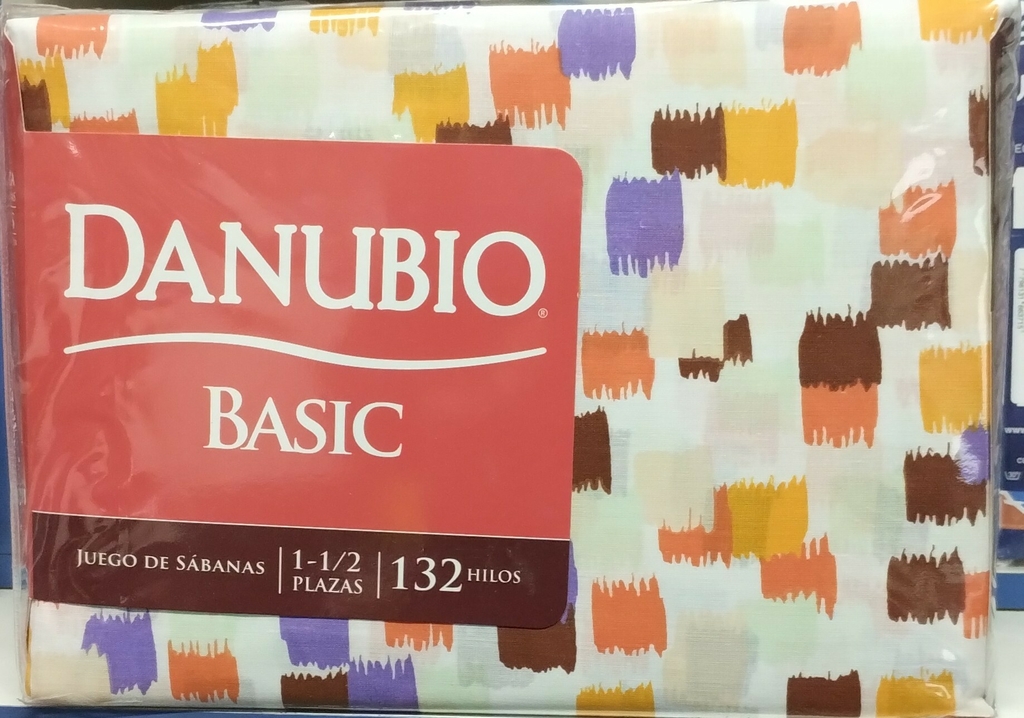 DANUBIO®
BASIC
JUEGO DE SÁBANAS | 1-1/2 PLAZAS | 132 HILOS